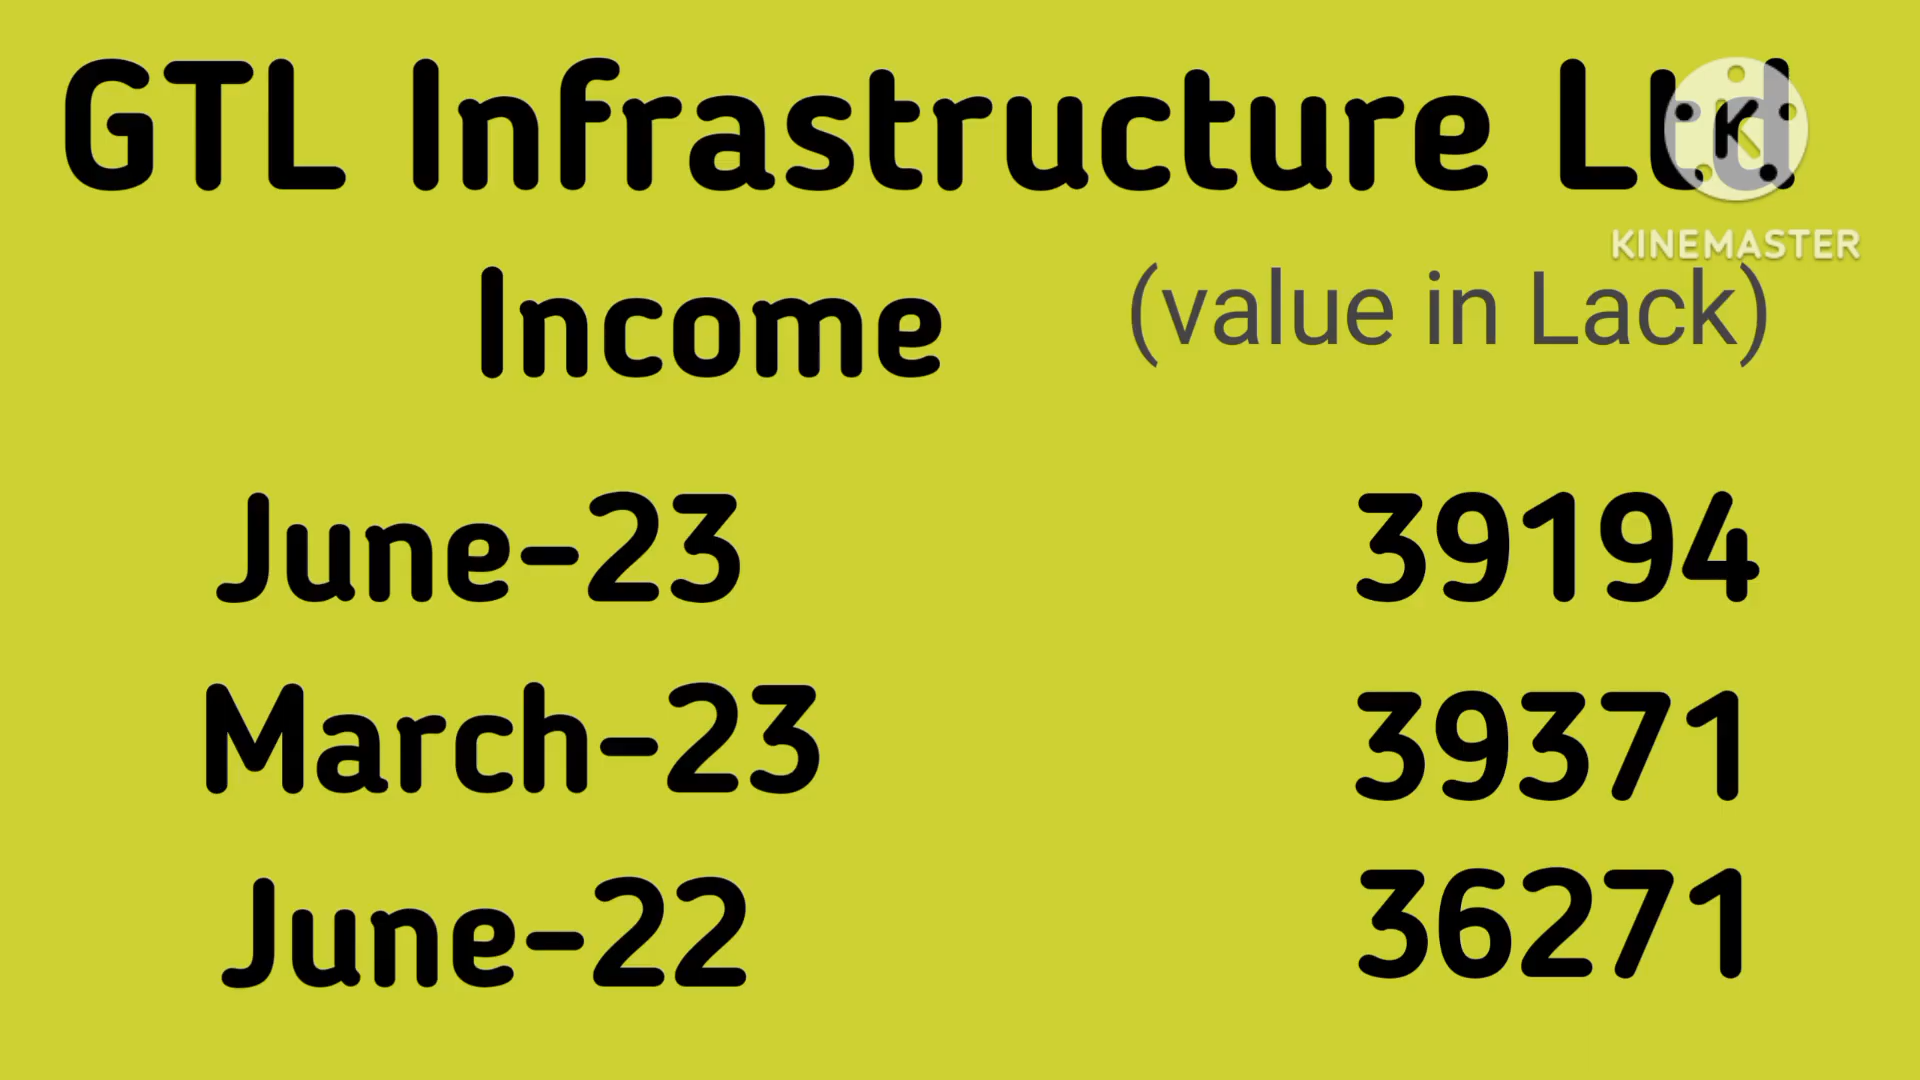 GTL Infrastructure Ltd
K
KINEMASTER
Income (value in Lack)
June-23 39194
March-23 39371
June-22 36271